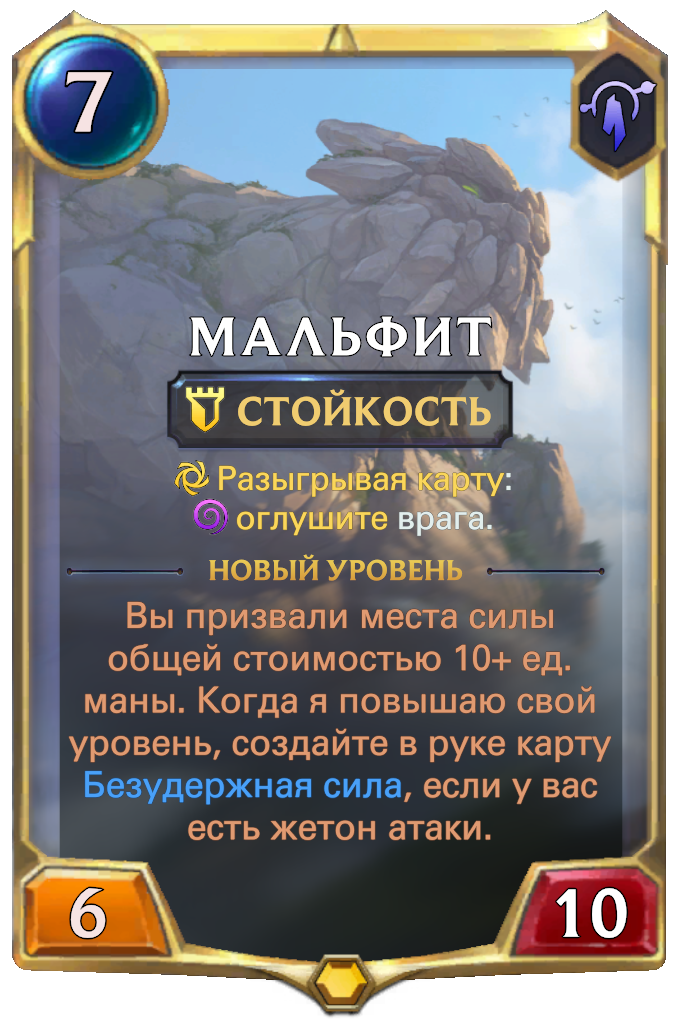 7
МАЛЬФИТ
СТОЙКОСТЬ
Разыгрывая карту:
оглушите врага.
НОВЫЙ УРОВЕНЬ
Вы призвали места силы
общей стоимостью 10+ ед.
маны. Когда я повышаю свой
уровень, создайте в руке карту
Безудержная сила, если у вас
есть жетон атаки.
6
10